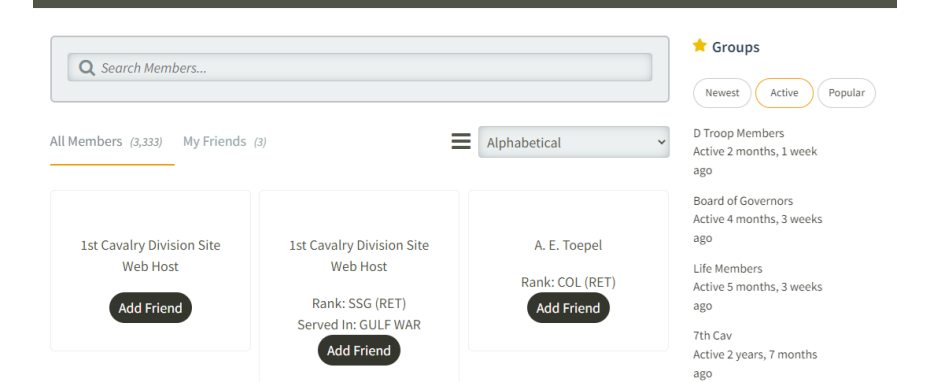 Search Members...
All Members (3,333) My Friends (3)
Alphabetical
1st Cavalry Division Site
Web Host
Add Friend
1st Cavalry Division Site
Web Host
Rank: SSG (RET)
Served In: GULF WAR
Add Friend
A. E. Toepel
Rank: COL (RET)
Add Friend
Groups
Newest Active Popular
D Troop Members
Active 2 months, 1 week
ago
Board of Governors
Active 4 months, 3 weeks
ago
Life Members
Active 5 months, 3 weeks
ago
7th Cav
Active 2 years, 7 months
ago